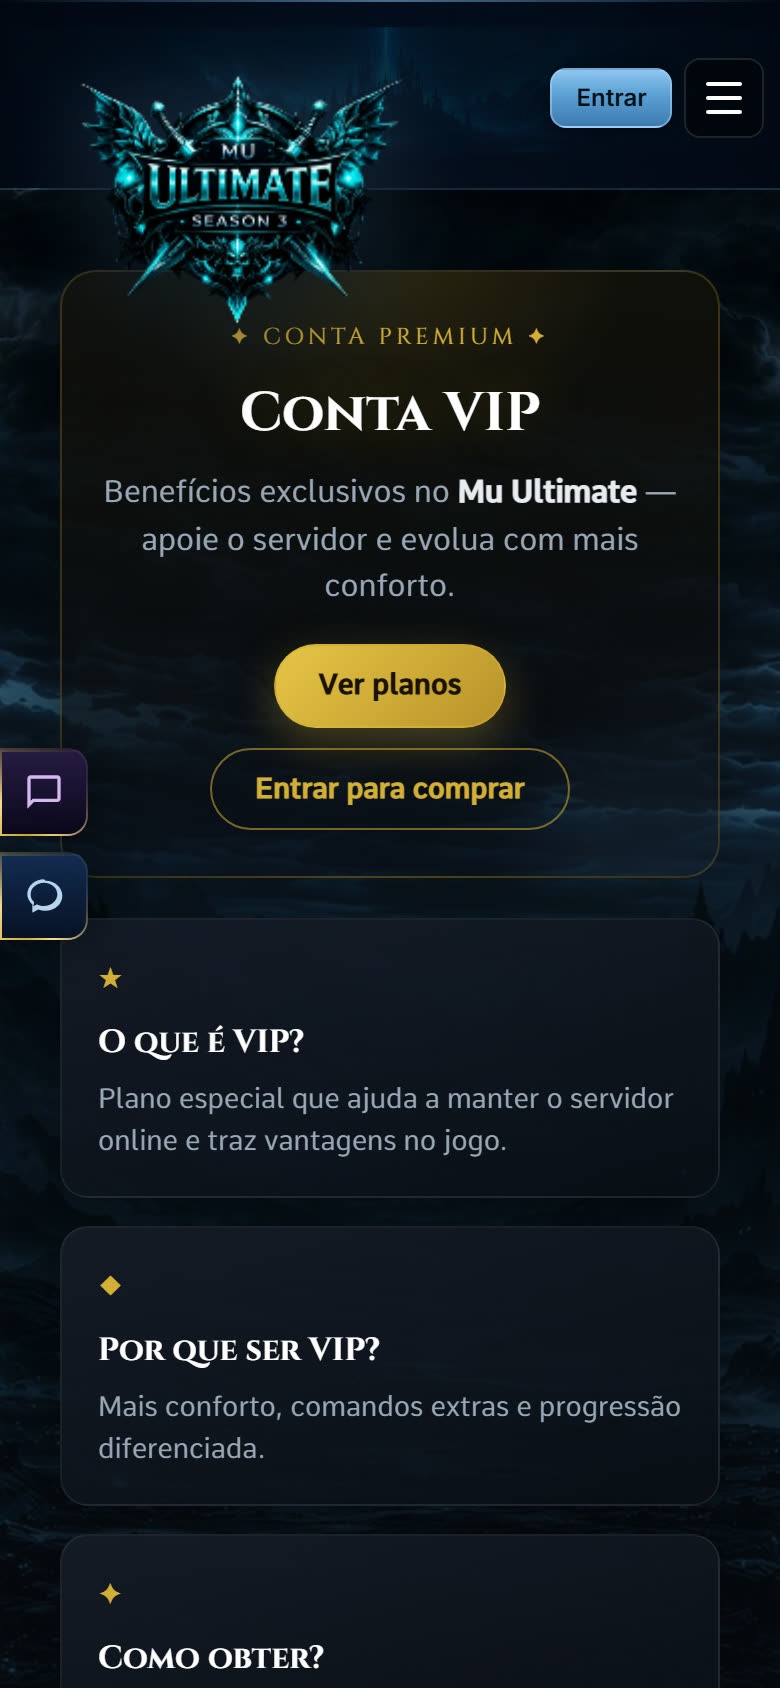 MU
ULTIMATE
SEASON 3
Entrar
✦ CONTA PREMIUM ✦
CONTA VIP
Benefícios exclusivos no Mu Ultimate —
apoie o servidor e evolua com mais
conforto.
Ver planos
Entrar para comprar
★
O QUE É VIP?
Plano especial que ajuda a manter o servidor
online e traz vantagens no jogo.
◆
POR QUE SER VIP?
Mais conforto, comandos extras e progressão
diferenciada.
✦
COMO OBTER?